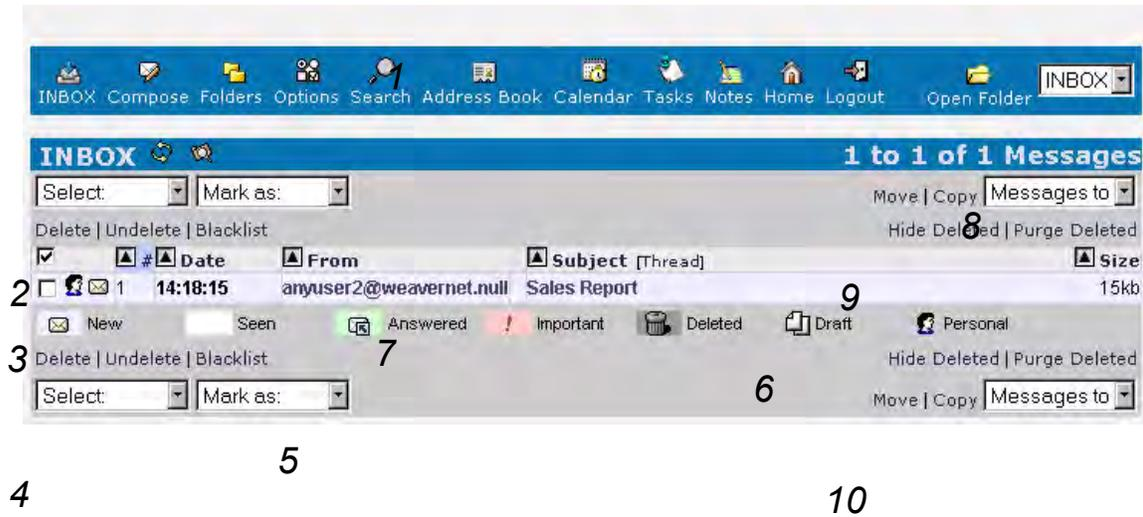 1
INBOX Compose Folders Options Search Address Book Calendar Tasks Notes Home Logout Open Folder INBOX
INBOX 1 to 1 of 1 Messages
Select: Mark as: Move | Copy Messages to
8
Delete | Undelete | Blacklist Hide Deleted | Purge Deleted
# Date From Subject [Thread] Size
2 1 14:18:15 anyuser2@weavernet.null Sales Report 9 15kb
New Seen Answered ! Important Deleted Draft Personal
3 Delete | Undelete | Blacklist 7 Hide Deleted | Purge Deleted
Select: Mark as: 6 Move | Copy Messages to
5
4 10